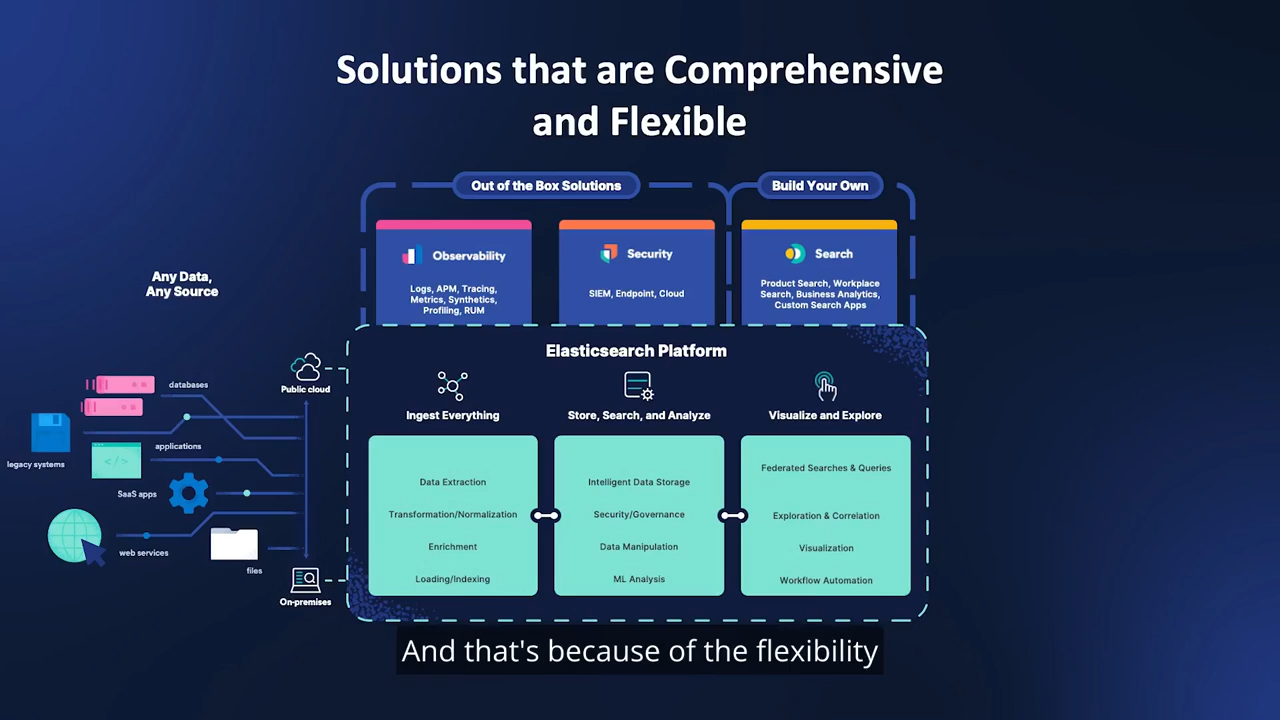 Solutions that are Comprehensive
and Flexible
Out of the Box Solutions
Build Your Own
Observability
Logs, APM, Tracing,
Metrics, Synthetics,
Profiling, RUM
Security
SIEM, Endpoint, Cloud
Search
Product Search, Workplace
Search, Business Analytics,
Custom Search Apps
Any Data,
Any Source
databases
legacy systems
applications
</>
SaaS apps
web services
files
Public cloud
On-premises
Elasticsearch Platform
Ingest Everything
Data Extraction
Transformation/Normalization
Enrichment
Loading/Indexing
Store, Search, and Analyze
Intelligent Data Storage
Security/Governance
Data Manipulation
ML Analysis
Visualize and Explore
Federated Searches & Queries
Exploration & Correlation
Visualization
Workflow Automation
And that's because of the flexibility